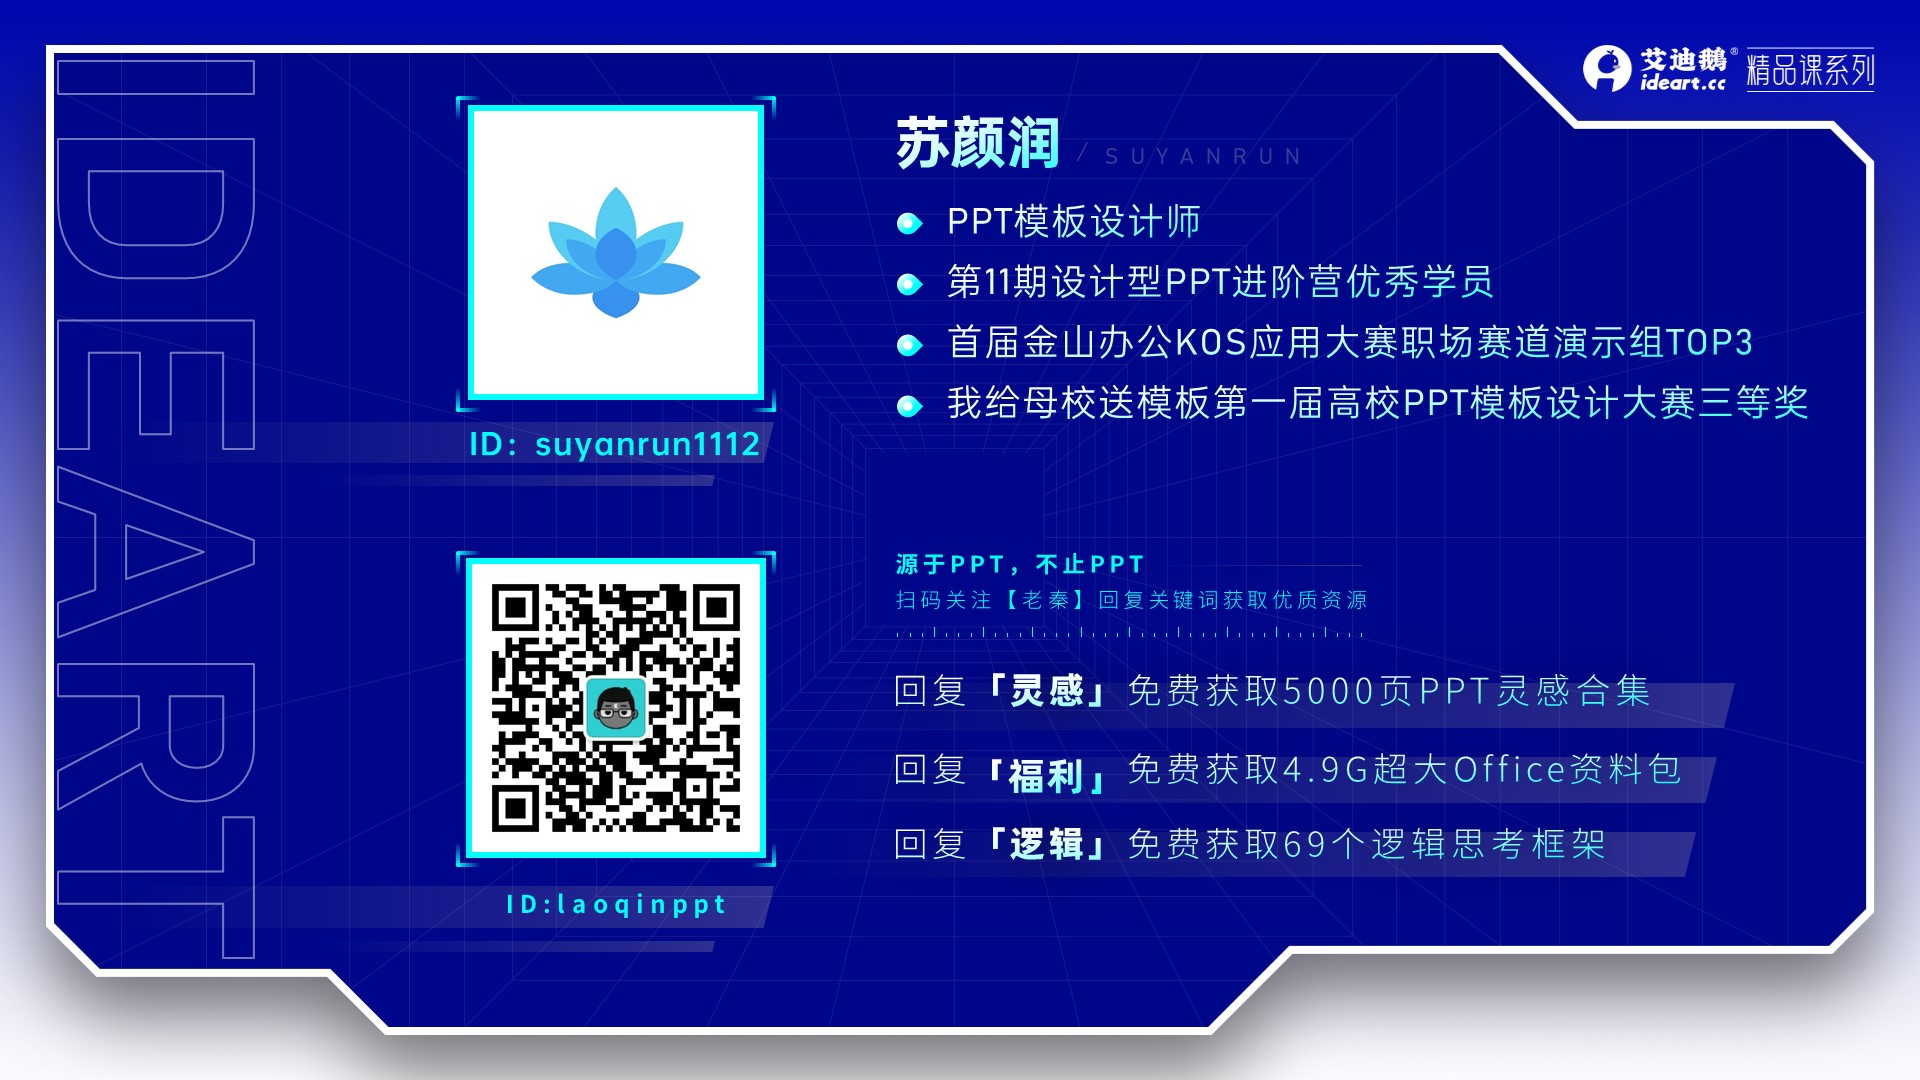 艾迪鹅®
ideart.cc
精品课系列
IDEART
苏颜润 / SUYANRUN
PPT模板设计师
第11期设计型PPT进阶营优秀学员
首届金山办公KOS应用大赛职场赛道演示组TOP3
我给母校送模板第一届高校PPT模板设计大赛三等奖
ID: suyanrun1112
源于PPT，不止PPT
扫码关注【老秦】回复关键词获取优质资源
回复「灵感」免费获取5000页PPT灵感合集
回复「福利」免费获取4.9G超大Office资料包
回复「逻辑」免费获取69个逻辑思考框架
ID:laoqinppt